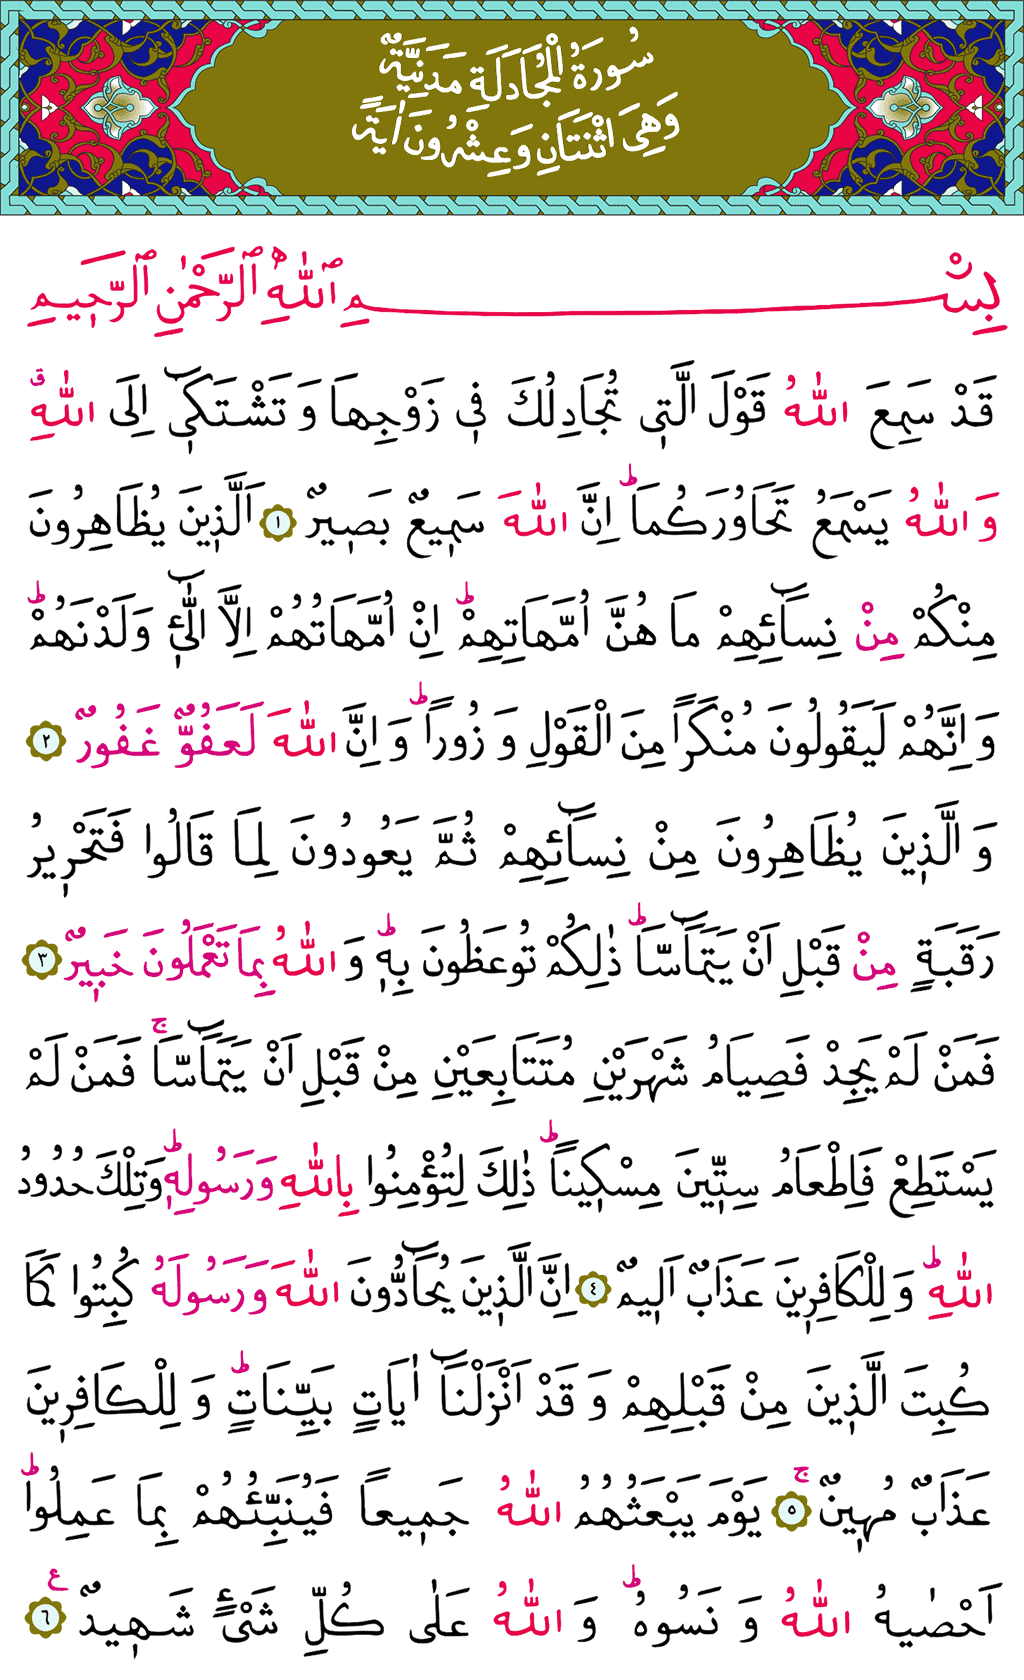 سُورَةُ الْمُجَادَلَةِ مَدَنِيَّةٌ
وَهِيَ اثْنَتَانِ وَعِشْرُونَ اٰيَةً
بِسْمِ ٱللّٰهِ ٱلرَّحْمٰنِ ٱلرَّحِيمِ
قَدْ سَمِعَ اللّٰهُ قَوْلَ الَّتٖي تُجَادِلُكَ فٖي زَوْجِهَا وَ تَشْتَكٖٓي اِلَى اللّٰهِۗ
وَ اللّٰهُ يَسْمَعُ تَحَاوُرَكُمَاؕ اِنَّ اللّٰهَ سَمٖيعٌ بَصٖيرٌ ﴿١﴾ اَلَّذٖينَ يُظَاهِرُونَ
مِنْكُمْ مِنْ نِسَٓائِهِمْ مَا هُنَّ اُمَّهَاتِهِمْؕ اِنْ اُمَّهَاتُهُمْ اِلَّا الّٰٓـٖٔي وَلَدْنَهُمْؕ
وَ اِنَّهُمْ لَيَقُولُونَ مُنْكَرًا مِنَ الْقَوْلِ وَ زُورًاؕ وَ اِنَّ اللّٰهَ لَعَفُوٌّ غَفُورٌ ﴿٢﴾
وَ الَّذٖينَ يُظَاهِرُونَ مِنْ نِسَٓائِهِمْ ثُمَّ يَعُودُونَ لِمَا قَالُوا فَتَحْرٖيرُ
رَقَبَةٍ مِنْ قَبْلِ اَنْ يَتَمَٓاسَّاؕ ذٰلِكُمْ تُوعَظُونَ بِهٖؕ وَ اللّٰهُ بِمَا تَعْمَلُونَ خَبٖيرٌ ﴿٣﴾
فَمَنْ لَمْ يَجِدْ فَصِيَامُ شَهْرَيْنِ مُتَتَابِعَيْنِ مِنْ قَبْلِ اَنْ يَتَمَٓاسَّاۚ فَمَنْ لَمْ
يَسْتَطِعْ فَاِطْعَامُ سِتّٖينَ مِسْكٖينًاؕ ذٰلِكَ لِتُؤْمِنُوا بِاللّٰهِ وَرَسُولِهٖؕ وَتِلْكَ حُدُودُ
اللّٰهِؕ وَ لِلْكَافِرٖينَ عَذَابٌ اَلٖيمٌ ﴿٤﴾ اِنَّ الَّذٖينَ يُحَٓادُّونَ اللّٰهَ وَ رَسُولَهُ كُبِتُوا كَمَا
كُبِتَ الَّذٖينَ مِنْ قَبْلِهِمْ وَ قَدْ اَنْزَلْنَٓا اٰيَاتٍ بَيِّنَاتٍؕ وَ لِلْكَافِرٖينَ
عَذَابٌ مُهٖينٌۚ ﴿٥﴾ يَوْمَ يَبْعَثُهُمُ اللّٰهُ جَمٖيعًا فَيُنَبِّئُهُمْ بِمَا عَمِلُواؕ
اَحْصٰيهُ اللّٰهُ وَ نَسُوهُؕ وَ اللّٰهُ عَلٰى كُلِّ شَيْءٍ شَهٖيدٌ ﴿٦﴾ ع